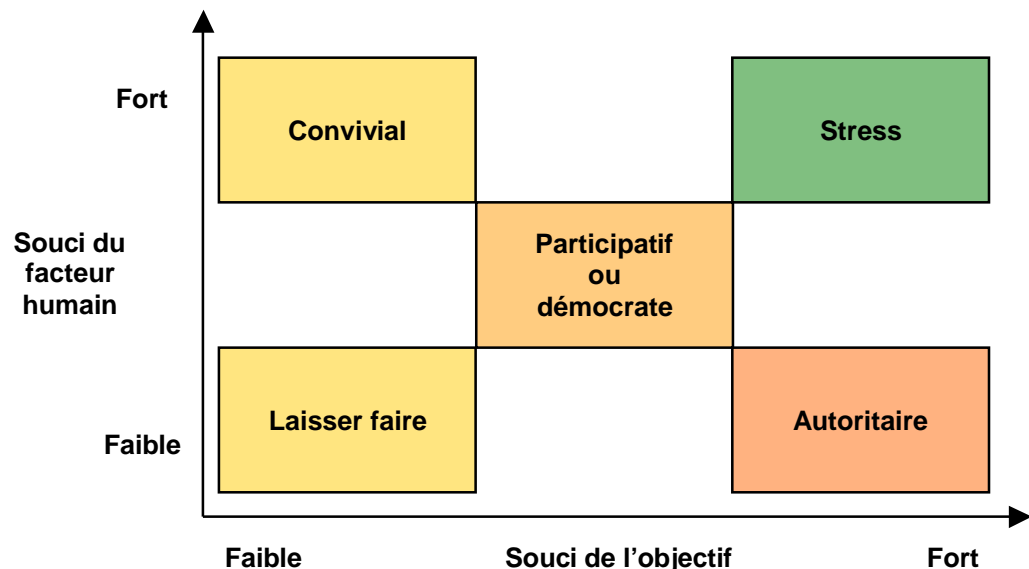 Fort
Convivial
Stress
Souci du
facteur
humain
Participatif
ou
démocrate
Laisser faire
Autoritaire
Faible
Faible
Souci de l’objectif
Fort